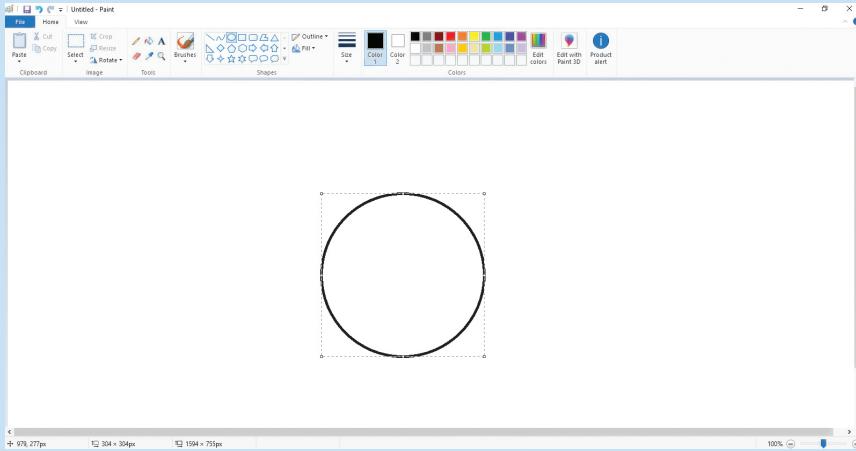 Untitled - Paint
File Home View
Paste
Cut
Copy
Clipboard
Select
Crop
Resize
Rotate
Image
Tools
Brushes
Shapes
Outline
Fill
Size
Color 1
Color 2
Colors
Edit colors
Edit with Paint 3D
Product alert
979, 277px
304 × 304px
1594 × 755px
100%